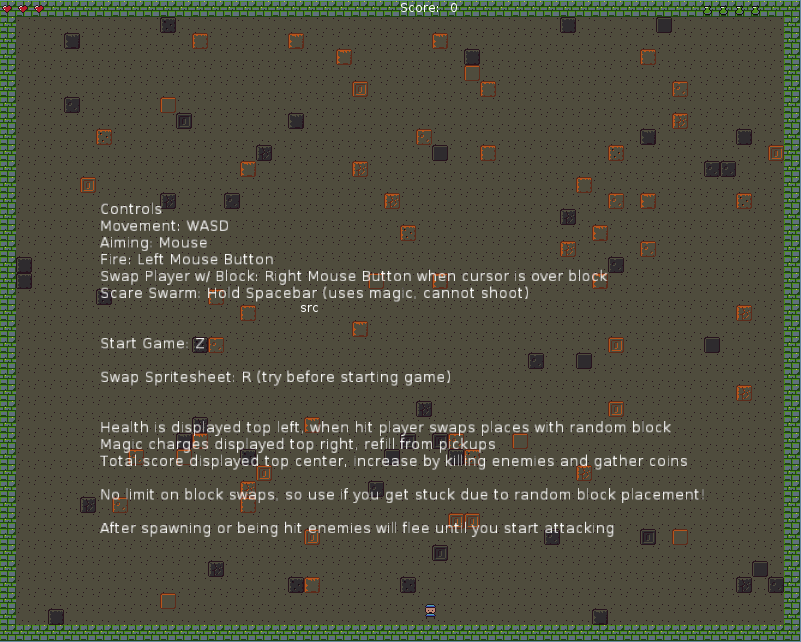 Score: 0
Controls
Movement: WASD
Aiming: Mouse
Fire: Left Mouse Button
Swap Player w/ Block: Right Mouse Button when cursor is over block
Scare Swarm: Hold Spacebar (uses magic, cannot shoot)
src
Start Game: Z
Swap Spritesheet: R (try before starting game)
Health is displayed top left, when hit player swaps places with random block
Magic charges displayed top right, refill from pickups
Total score displayed top center, increase by killing enemies and gather coins
No limit on block swaps, so use if you get stuck due to random block placement!
After spawning or being hit enemies will flee until you start attacking